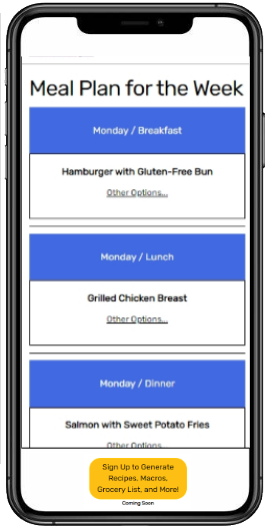 Meal Plan for the Week
Monday / Breakfast
Hamburger with Gluten-Free Bun
Other Options...
Monday / Lunch
Grilled Chicken Breast
Other Options...
Monday / Dinner
Salmon with Sweet Potato Fries
Other Options...
Sign Up to Generate
Recipes, Macros,
Grocery List, and More!
Coming Soon